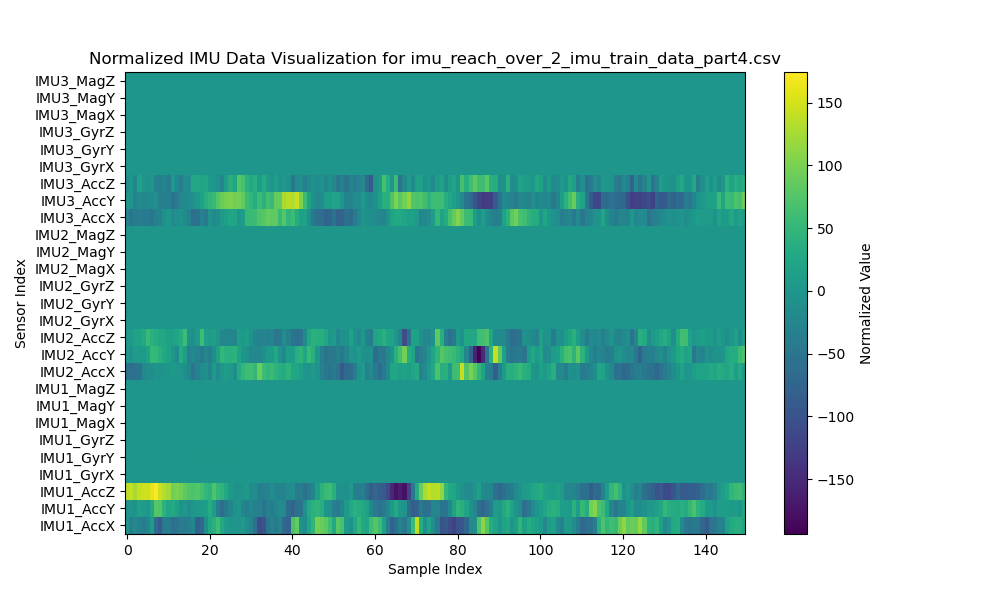 Normalized IMU Data Visualization for imu_reach_over_2_imu_train_data_part4.csv
IMU3_MagZ
IMU3_MagY
IMU3_MagX
IMU3_GyrZ
IMU3_GyrY
IMU3_GyrX
IMU3_AccZ
IMU3_AccY
IMU3_AccX
IMU2_MagZ
IMU2_MagY
IMU2_MagX
IMU2_GyrZ
IMU2_GyrY
IMU2_GyrX
IMU2_AccZ
IMU2_AccY
IMU2_AccX
IMU1_MagZ
IMU1_MagY
IMU1_MagX
IMU1_GyrZ
IMU1_GyrY
IMU1_GyrX
IMU1_AccZ
IMU1_AccY
IMU1_AccX
Sensor Index
0 20 40 60 80 100 120 140
Sample Index
150
100
50
0
−50
−100
−150
Normalized Value